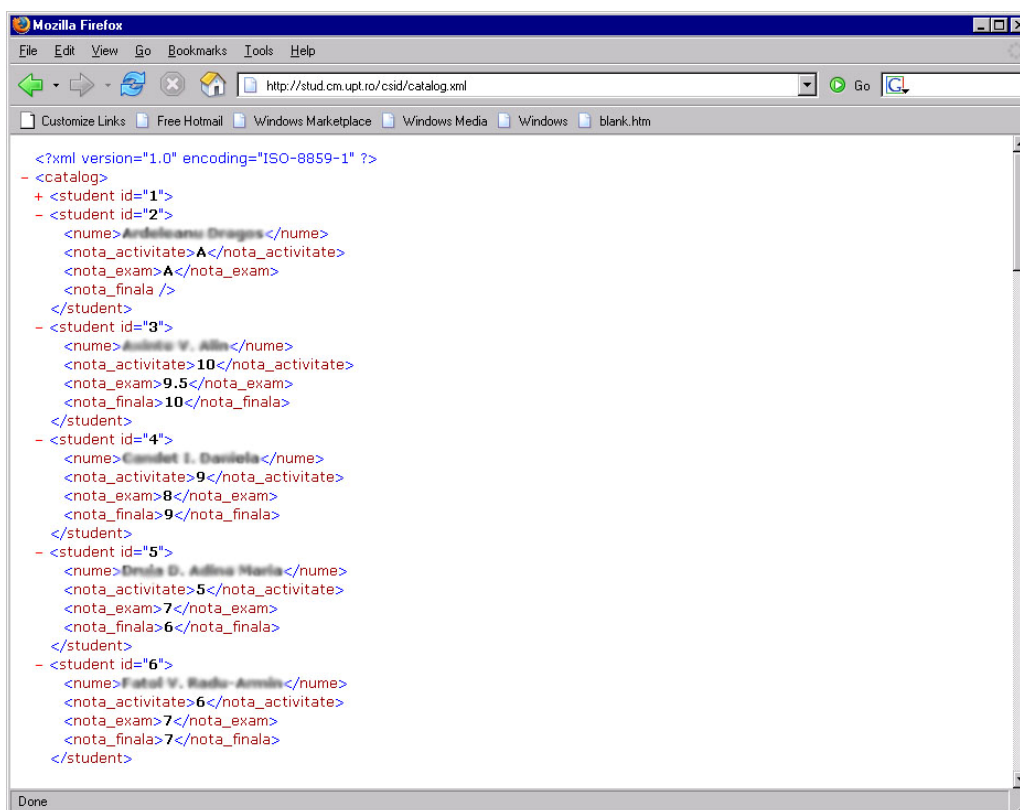 Mozilla Firefox
File Edit View Go Bookmarks Tools Help
http://stud.cm.upt.ro/csid/catalog.xml Go G
Customize Links Free Hotmail Windows Marketplace Windows Media Windows blank.htm
<?xml version="1.0" encoding="ISO-8859-1" ?>
- <catalog>
+ <student id="1">
- <student id="2">
<nume></nume>
<nota_activitate>A</nota_activitate>
<nota_exam>A</nota_exam>
<nota_finala />
</student>
- <student id="3">
<nume></nume>
<nota_activitate>10</nota_activitate>
<nota_exam>9.5</nota_exam>
<nota_finala>10</nota_finala>
</student>
- <student id="4">
<nume></nume>
<nota_activitate>9</nota_activitate>
<nota_exam>8</nota_exam>
<nota_finala>9</nota_finala>
</student>
- <student id="5">
<nume></nume>
<nota_activitate>5</nota_activitate>
<nota_exam>7</nota_exam>
<nota_finala>6</nota_finala>
</student>
- <student id="6">
<nume></nume>
<nota_activitate>6</nota_activitate>
<nota_exam>7</nota_exam>
<nota_finala>7</nota_finala>
</student>
Done